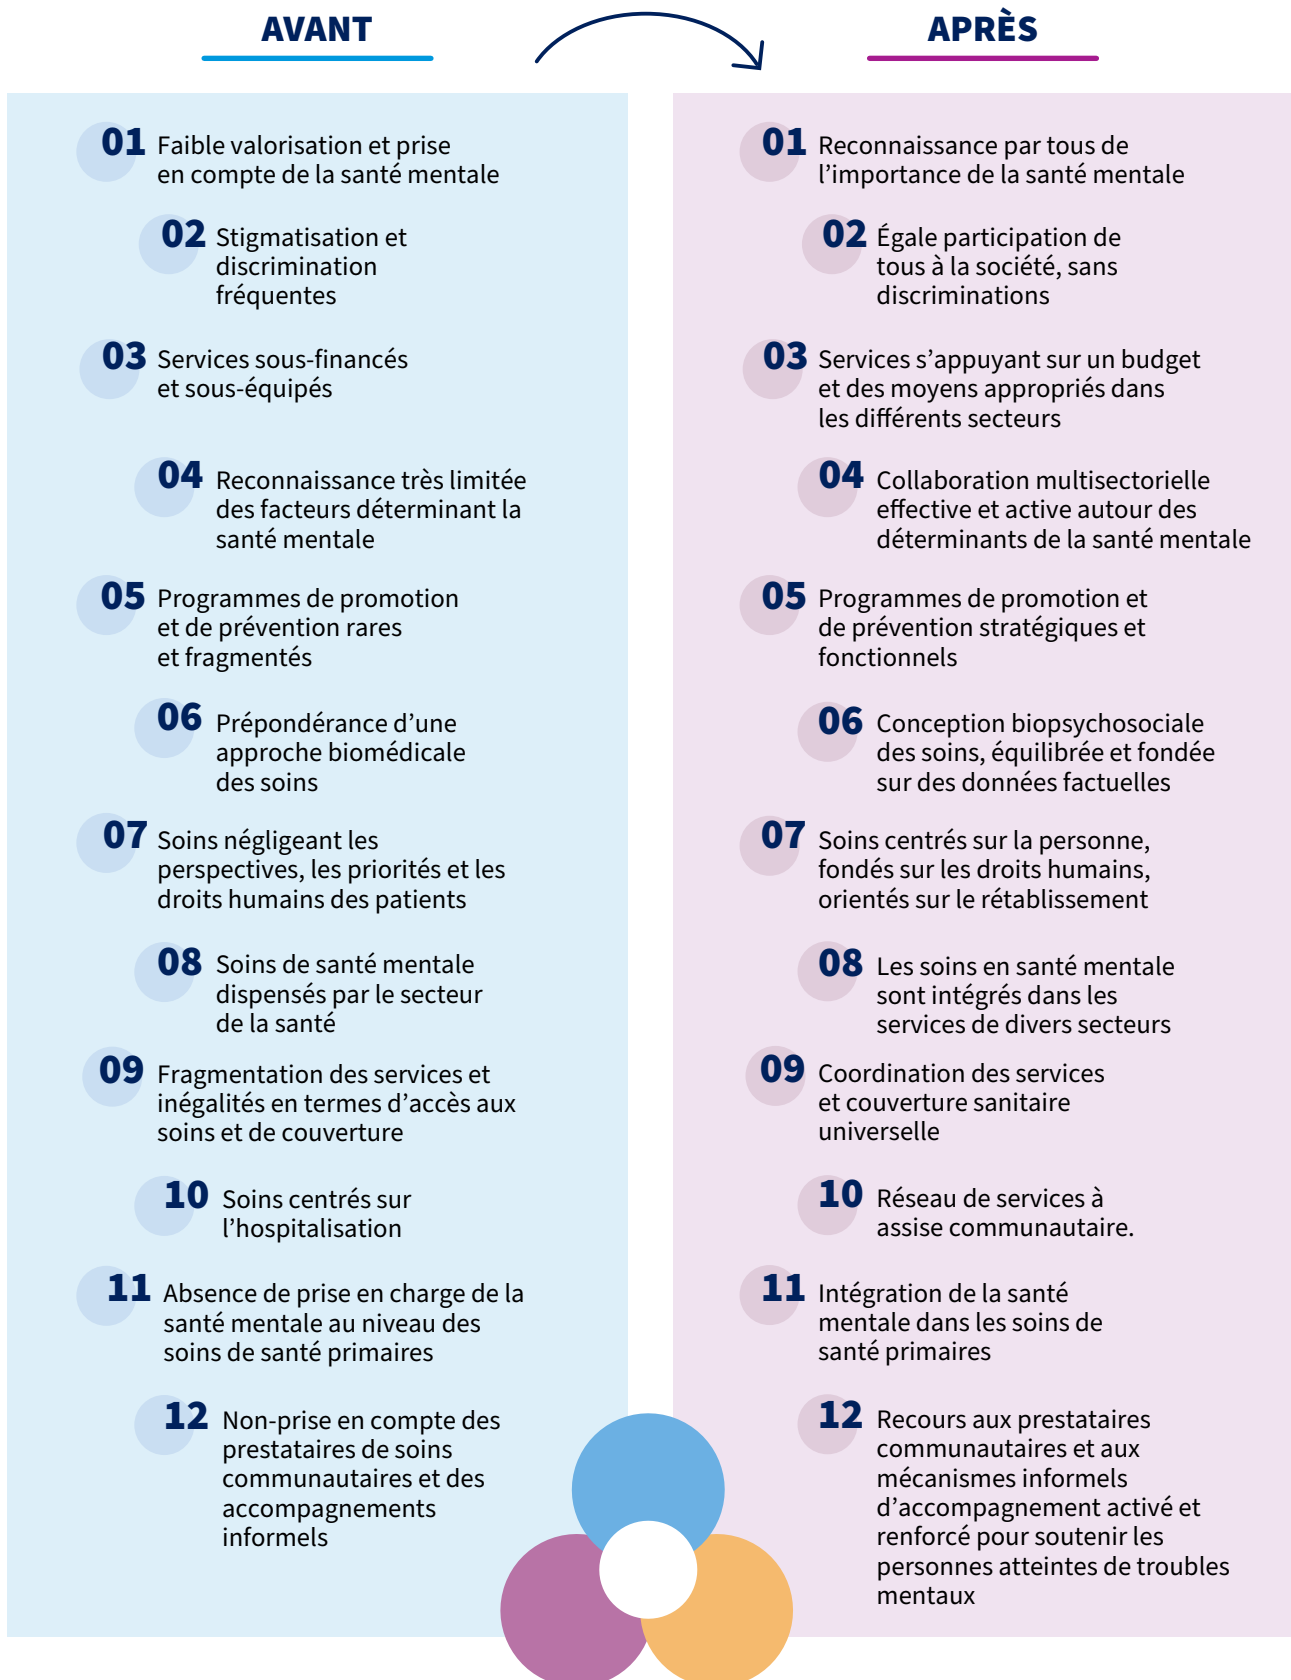 AVANT
01 Faible valorisation et prise
en compte de la santé mentale
02 Stigmatisation et
discrimination
fréquentes
03 Services sous-financés
et sous-équipés
04 Reconnaissance très limitée
des facteurs déterminant la
santé mentale
05 Programmes de promotion
et de prévention rares
et fragmentés
06 Prépondérance d’une
approche biomédicale
des soins
07 Soins négligeant les
perspectives, les priorités et les
droits humains des patients
08 Soins de santé mentale
dispensés par le secteur
de la santé
09 Fragmentation des services et
inégalités en termes d’accès aux
soins et de couverture
10 Soins centrés sur
l’hospitalisation
11 Absence de prise en charge de la
santé mentale au niveau des
soins de santé primaires
12 Non-prise en compte des
prestataires de soins
communautaires et des
accompagnements
informels
APRÈS
01 Reconnaissance par tous de
l’importance de la santé mentale
02 Égale participation de
tous à la société, sans
discriminations
03 Services s’appuyant sur un budget
et des moyens appropriés dans
les différents secteurs
04 Collaboration multisectorielle
effective et active autour des
déterminants de la santé mentale
05 Programmes de promotion et
de prévention stratégiques et
fonctionnels
06 Conception biopsychosociale
des soins, équilibrée et fondée
sur des données factuelles
07 Soins centrés sur la personne,
fondés sur les droits humains,
orientés sur le rétablissement
08 Les soins en santé mentale
sont intégrés dans les
services de divers secteurs
09 Coordination des services
et couverture sanitaire
universelle
10 Réseau de services à
assise communautaire.
11 Intégration de la santé
mentale dans les soins de
santé primaires
12 Recours aux prestataires
communautaires et aux
mécanismes informels
d’accompagnement activé et
renforcé pour soutenir les
personnes atteintes de troubles
mentaux